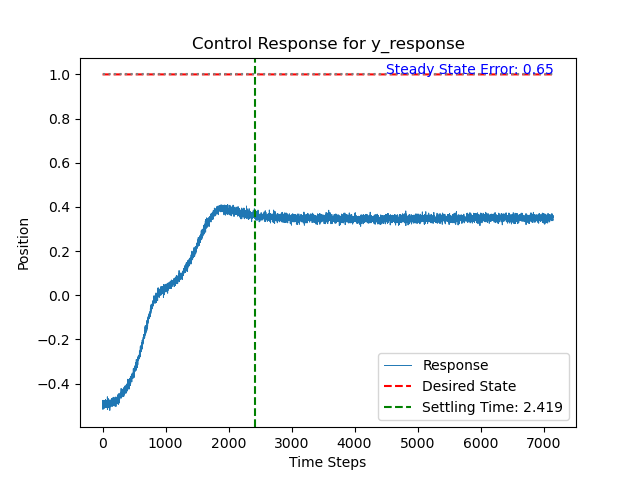 Control Response for y_response
Steady State Error: 0.65
1.0
0.8
0.6
0.4
0.2
0.0
−0.2
−0.4
Position
Response
Desired State
Settling Time: 2.419
0 1000 2000 3000 4000 5000 6000 7000
Time Steps